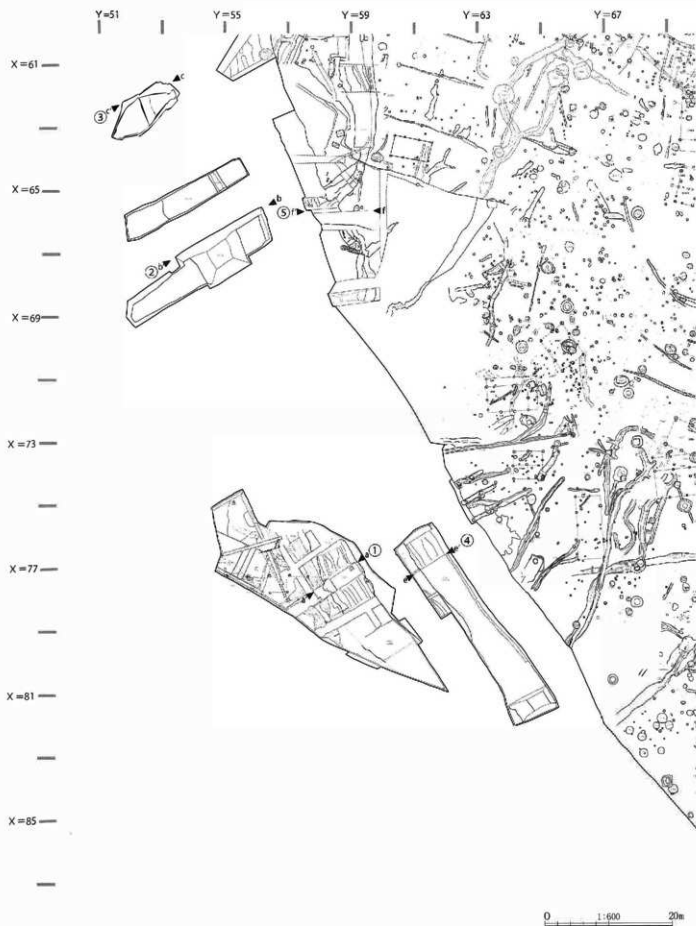 Y=51 Y=55 Y=59 Y=63 Y=67
X=61
③ c c
X=65
b
⑤ f f
② b
X=69
X=73
a ①
④
X=77
a
X=81
X=85
0 1:600 20m